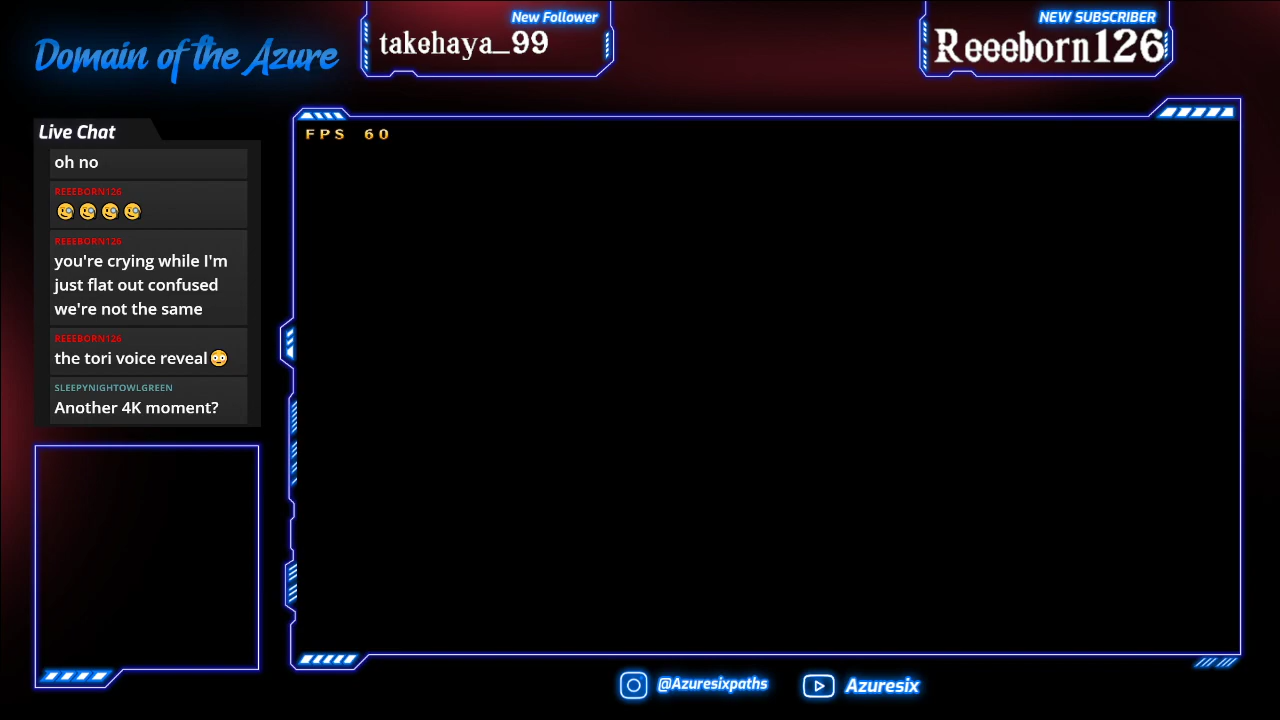 Domain of the Azure
New Follower
takehaya_99
NEW SUBSCRIBER
Reeeborn126
Live Chat
oh no
REEEBORN126
🧐🧐🧐🧐
REEEBORN126
you're crying while I'm
just flat out confused
we're not the same
REEEBORN126
the tori voice reveal😳
SLEEPYNIGHTOWLGREEN
Another 4K moment?
FPS 60
@Azuresixpaths
Azuresix